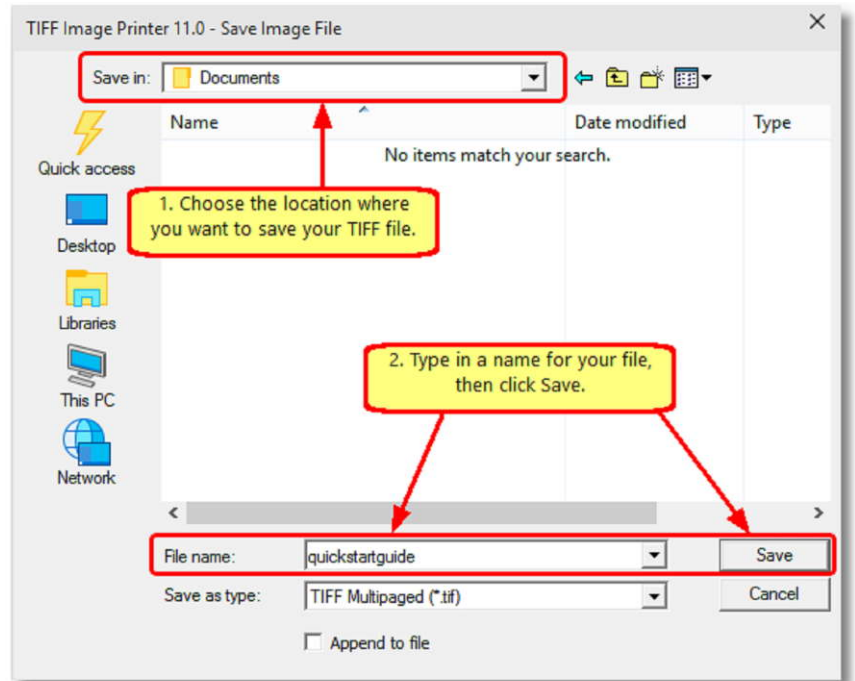 TIFF Image Printer 11.0 - Save Image File
Save in: Documents
Name Date modified Type
No items match your search.
Quick access
1. Choose the location where
you want to save your TIFF file.
Desktop
Libraries
2. Type in a name for your file,
then click Save.
This PC
Network
File name: quickstartguide Save
Save as type: TIFF Multipaged (*.tif) Cancel
Append to file